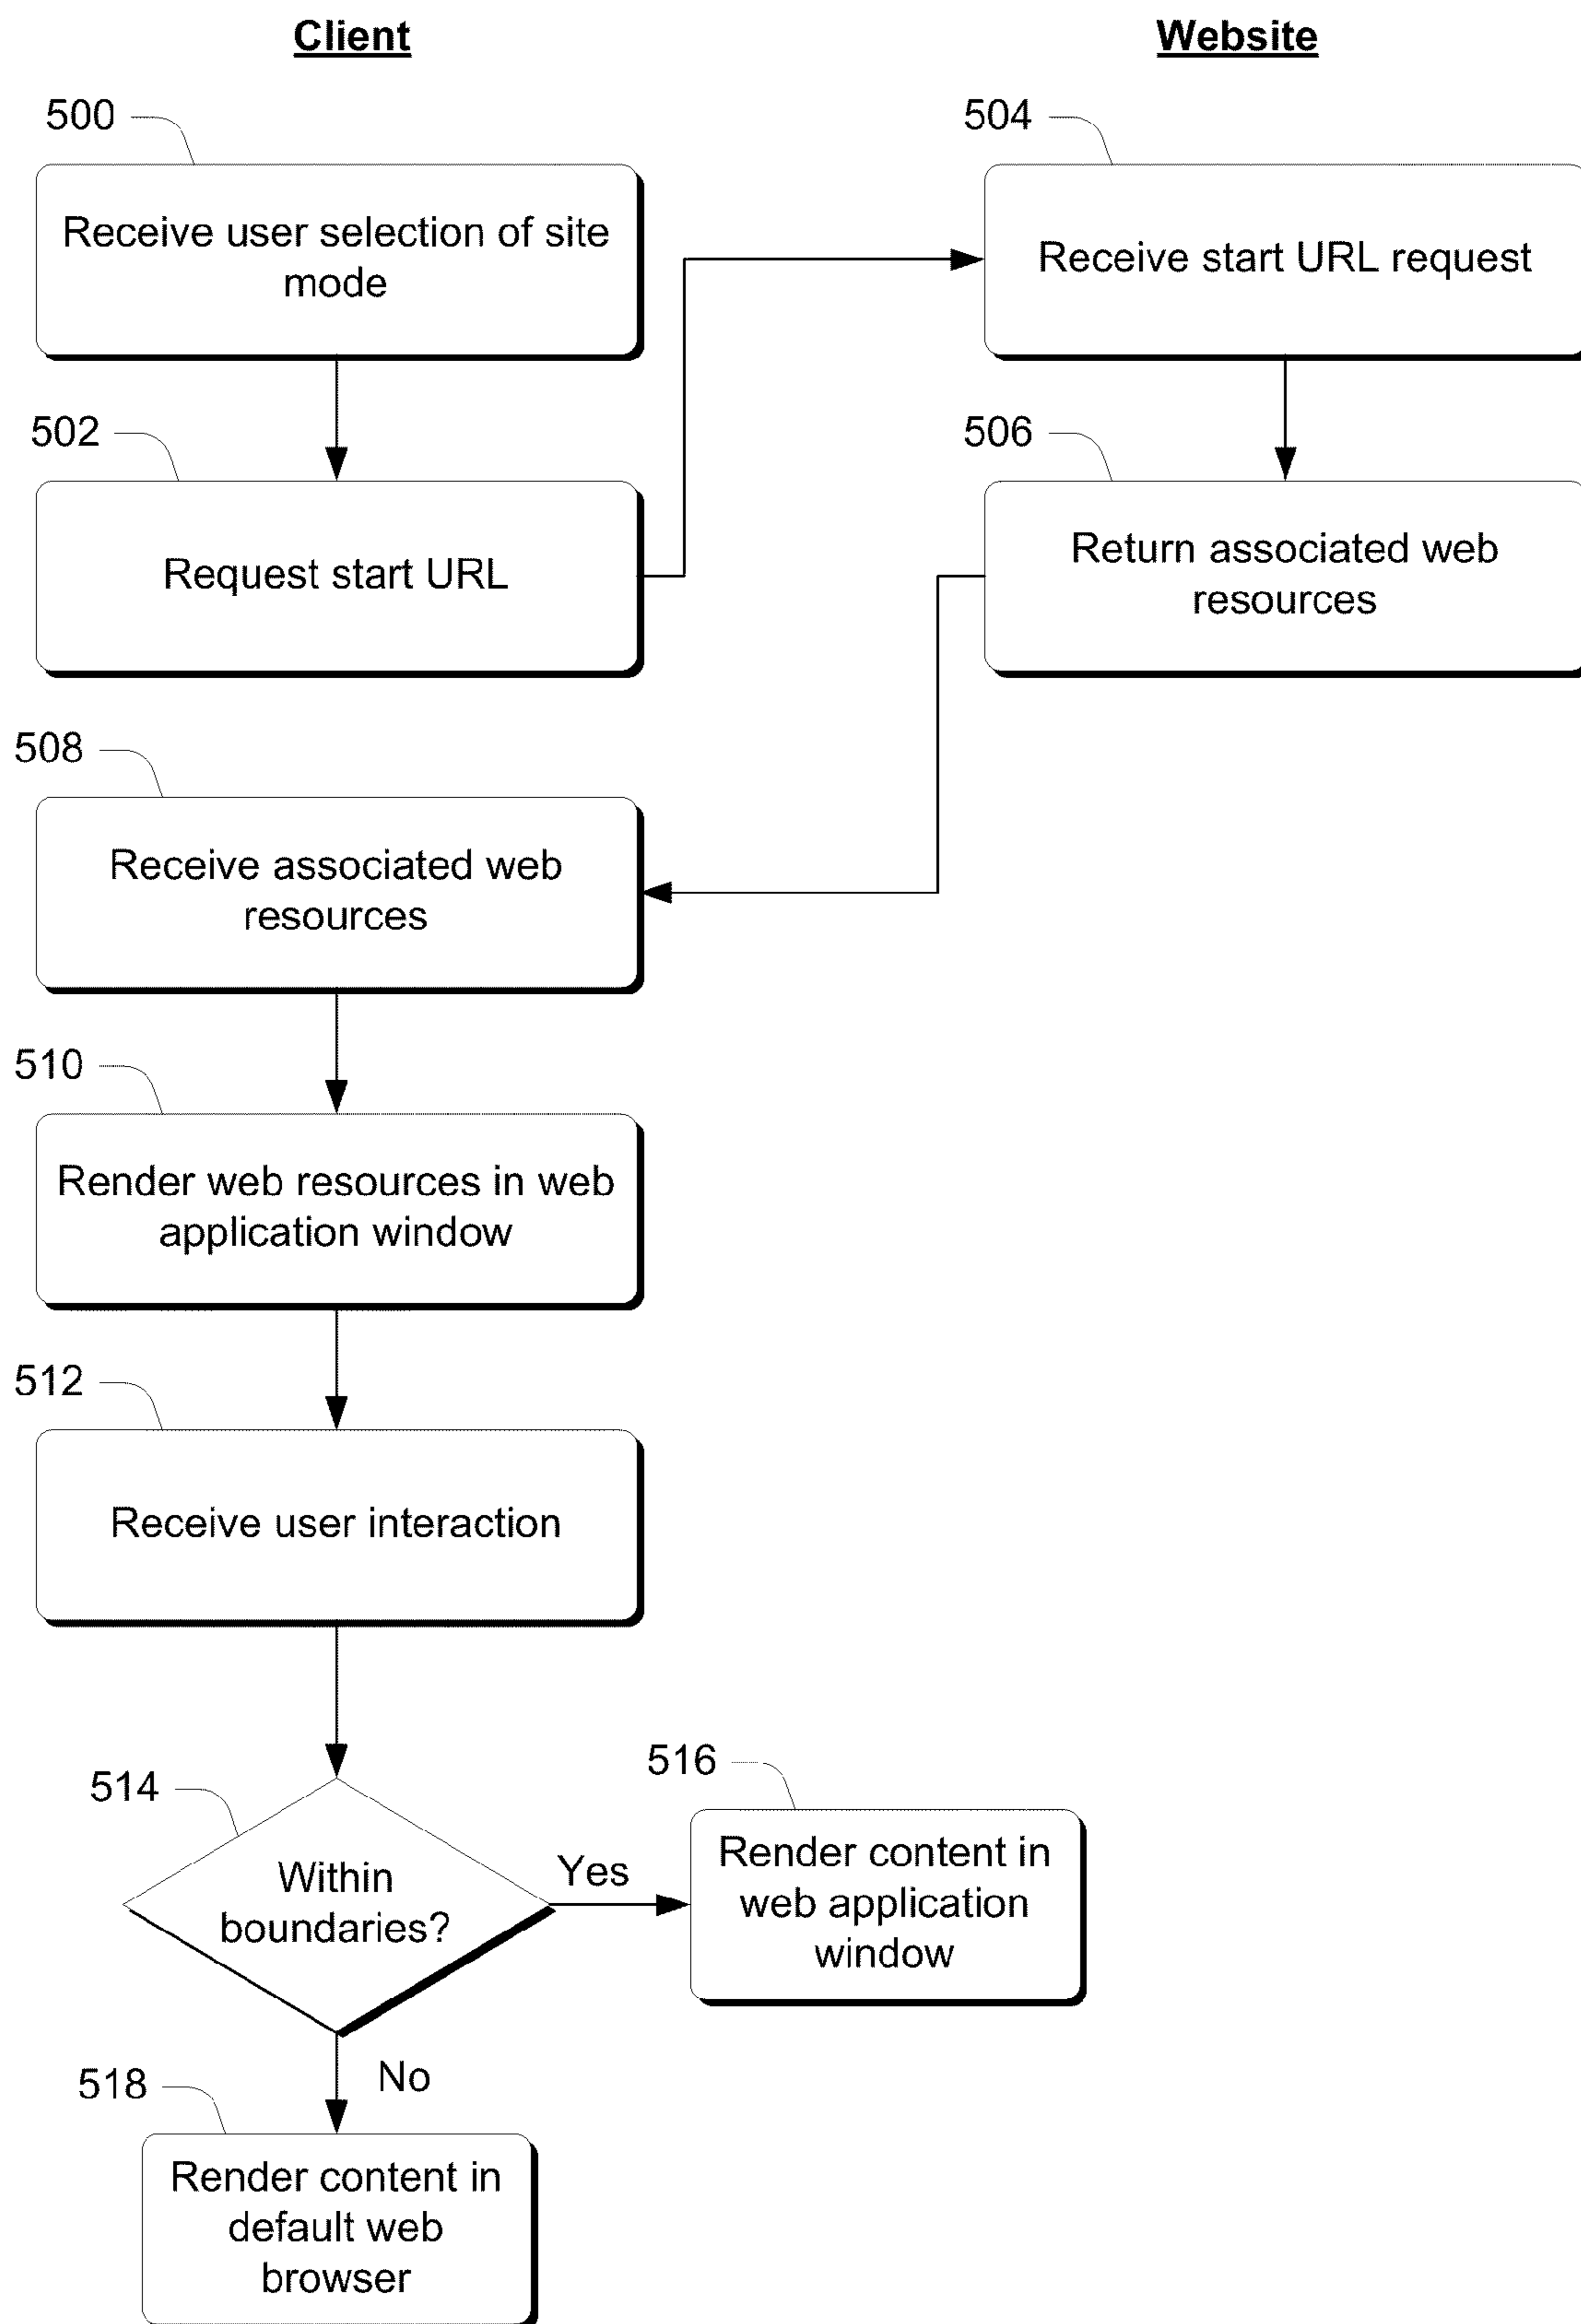 Client
Website
500
504
Receive user selection of site
mode
Receive start URL request
502
506
Request start URL
Return associated web
resources
508
Receive associated web
resources
510
Render web resources in web
application window
512
Receive user interaction
514
516
Within
boundaries?
Yes
Render content in
web application
window
No
518
Render content in
default web
browser